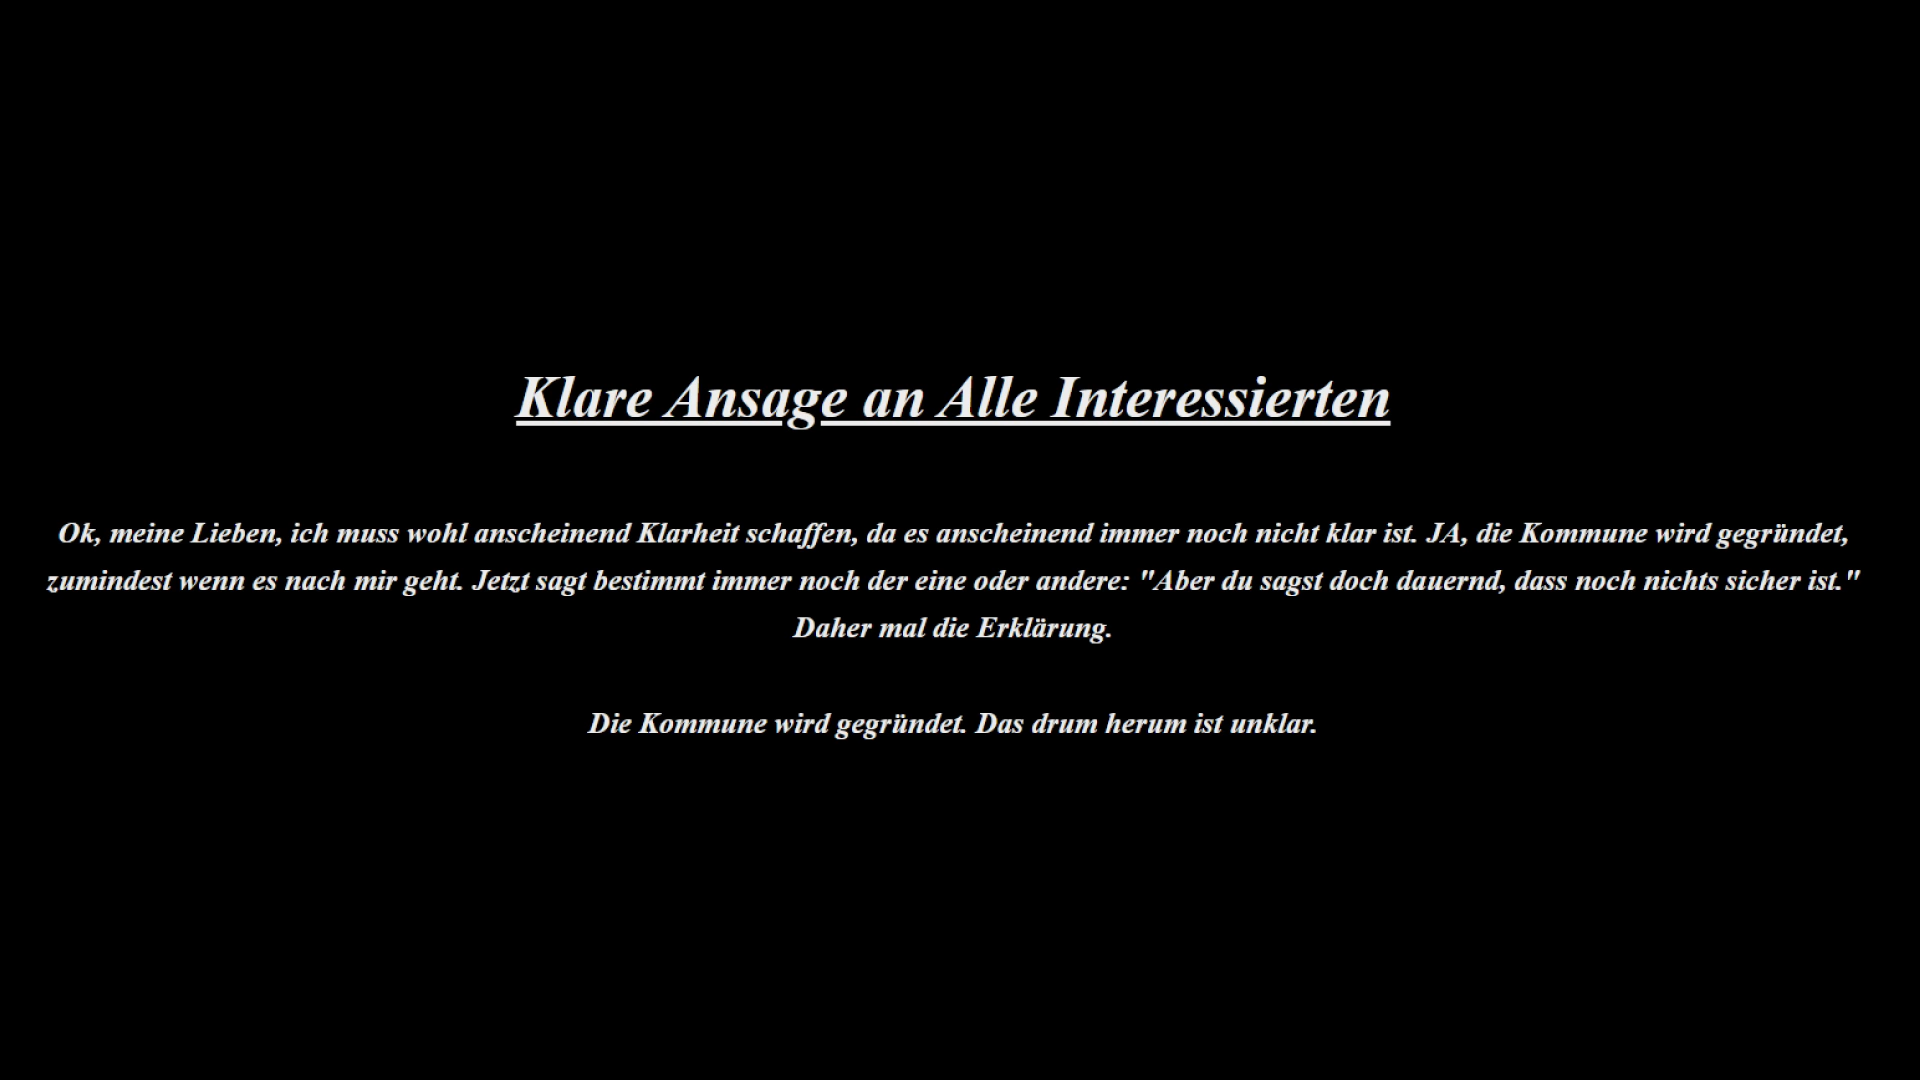 Klare Ansage an Alle Interessierten
Ok, meine Lieben, ich muss wohl anscheinend Klarheit schaffen, da es anscheinend immer noch nicht klar ist. JA, die Kommune wird gegründet,
zumindest wenn es nach mir geht. Jetzt sagt bestimmt immer noch der eine oder andere: "Aber du sagst doch dauernd, dass noch nichts sicher ist."
Daher mal die Erklärung.
Die Kommune wird gegründet. Das drum herum ist unklar.